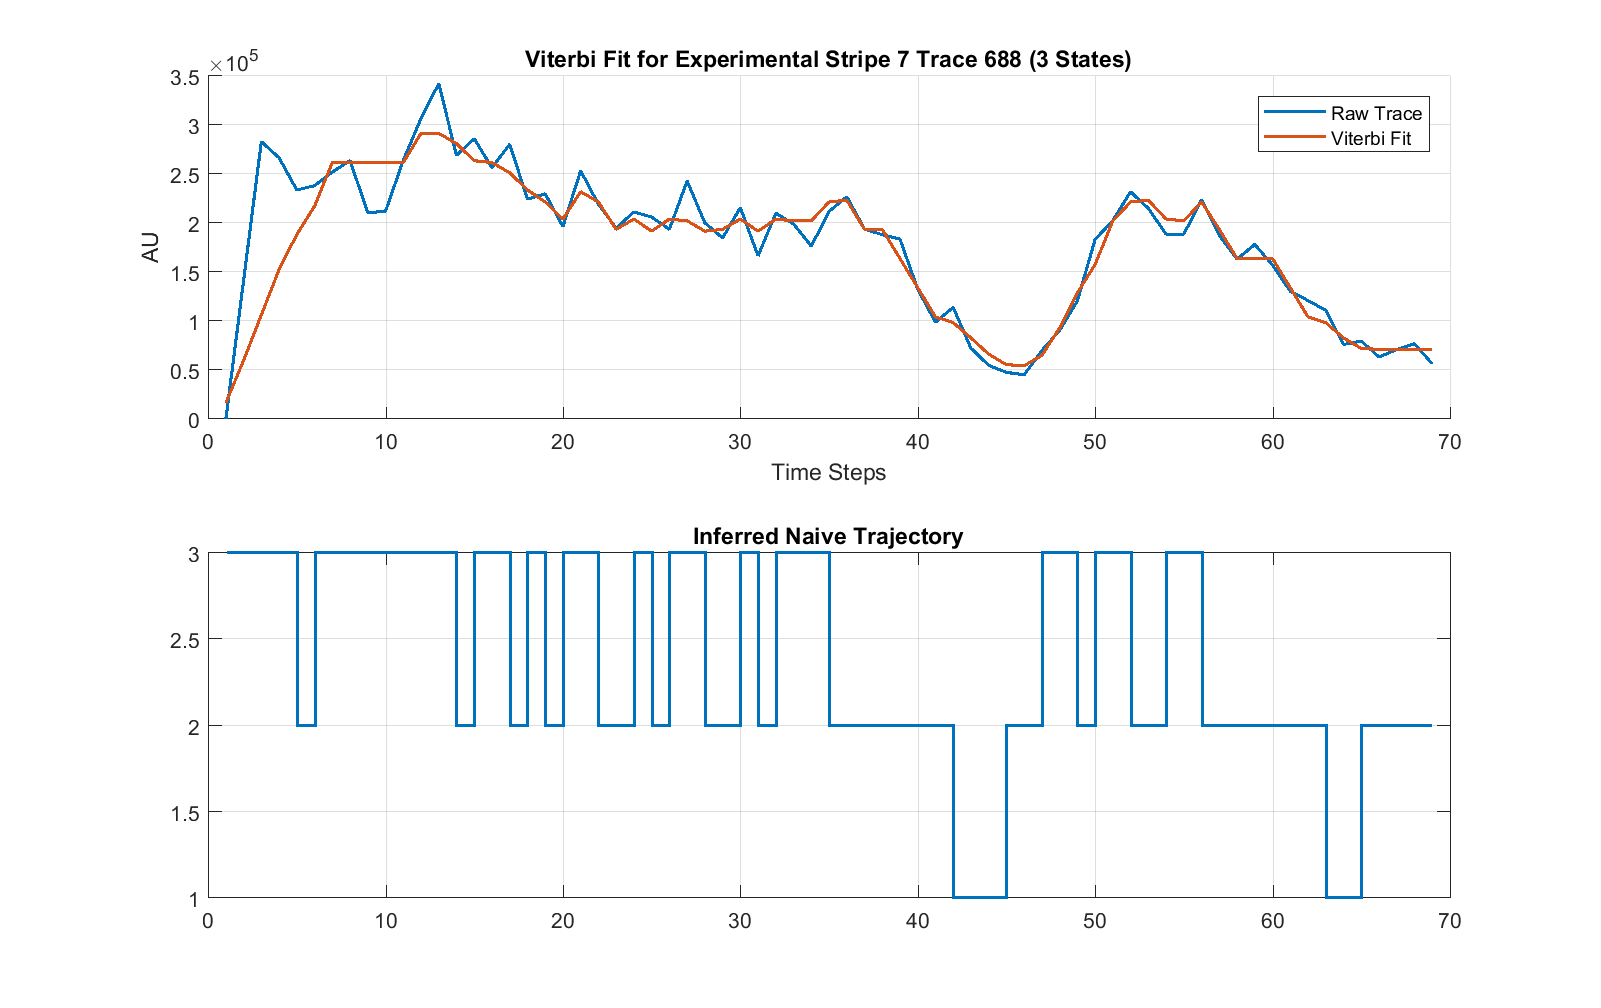 Viterbi Fit for Experimental Stripe 7 Trace 688 (3 States)
×10^5
3.5
3
2.5
2
1.5
1
0.5
0
AU
Raw Trace
Viterbi Fit
0 10 20 30 40 50 60 70
Time Steps
Inferred Naive Trajectory
3
2.5
2
1.5
1
0 10 20 30 40 50 60 70